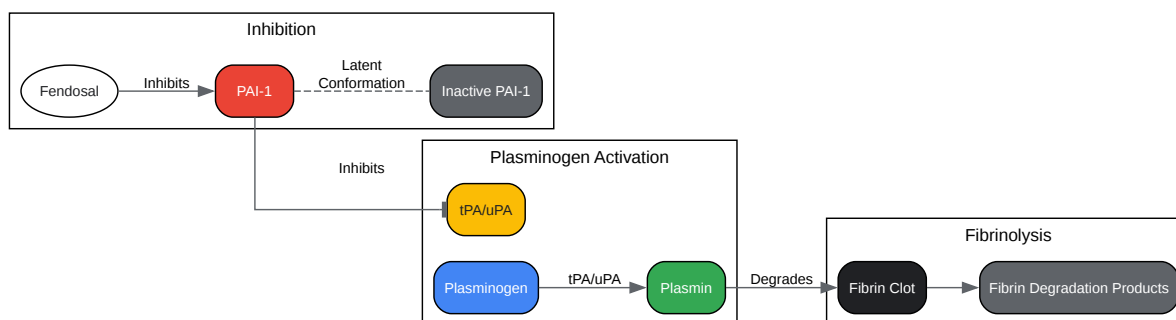 Inhibition
Fendosal
Inhibits
PAI-1
Latent
Conformation
Inactive PAI-1
Inhibits
Plasminogen Activation
tPA/uPA
Plasminogen
tPA/uPA
Plasmin
Degrades
Fibrinolysis
Fibrin Clot
Fibrin Degradation Products